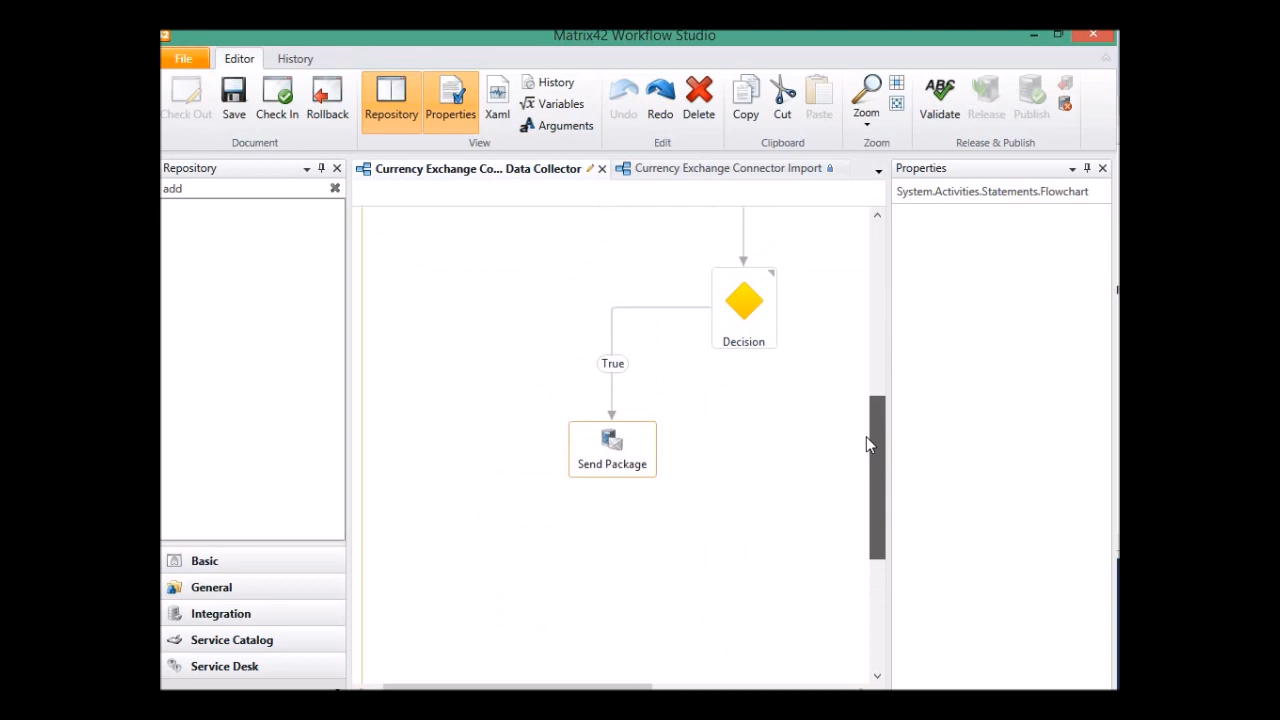 Matrix42 Workflow Studio
File
Editor
History
Check Out
Save
Check In
Rollback
Document
Repository
Properties
Xaml
History
Variables
Arguments
View
Undo
Redo
Delete
Edit
Copy
Cut
Paste
Clipboard
Zoom
Zoom
ABC
Validate
Release
Publish
Release & Publish
Repository
add
Currency Exchange Co... Data Collector
Currency Exchange Connector Import
Properties
System.Activities.Statements.Flowchart
Decision
True
Send Package
Basic
General
Integration
Service Catalog
Service Desk